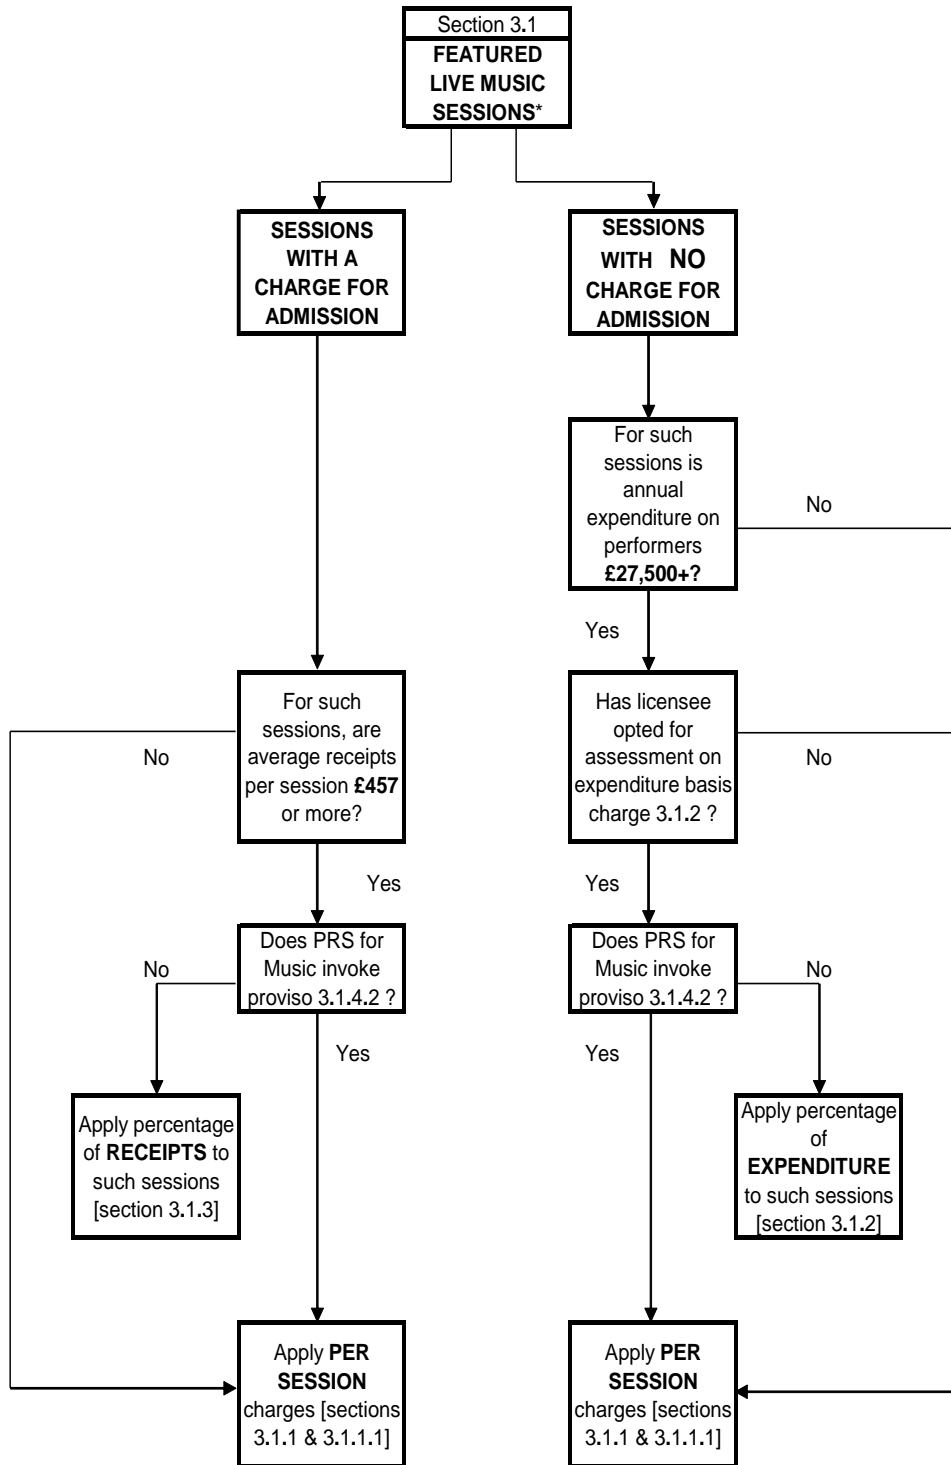 Section 3.1
FEATURED
LIVE MUSIC
SESSIONS*
SESSIONS
WITH A
CHARGE FOR
ADMISSION
SESSIONS
WITH NO
CHARGE FOR
ADMISSION
For such
sessions is
annual
expenditure on
performers
£27,500+?
No
Yes
For such
sessions, are
average receipts
per session £457
or more?
No
Yes
Has licensee
opted for
assessment on
expenditure basis
charge 3.1.2 ?
No
Yes
Does PRS for
Music invoke
proviso 3.1.4.2 ?
No
Yes
Does PRS for
Music invoke
proviso 3.1.4.2 ?
No
Yes
Apply percentage
of RECEIPTS to
such sessions
[section 3.1.3]
Apply percentage
of
EXPENDITURE
to such sessions
[section 3.1.2]
Apply PER
SESSION
charges [sections
3.1.1 & 3.1.1.1]
Apply PER
SESSION
charges [sections
3.1.1 & 3.1.1.1]